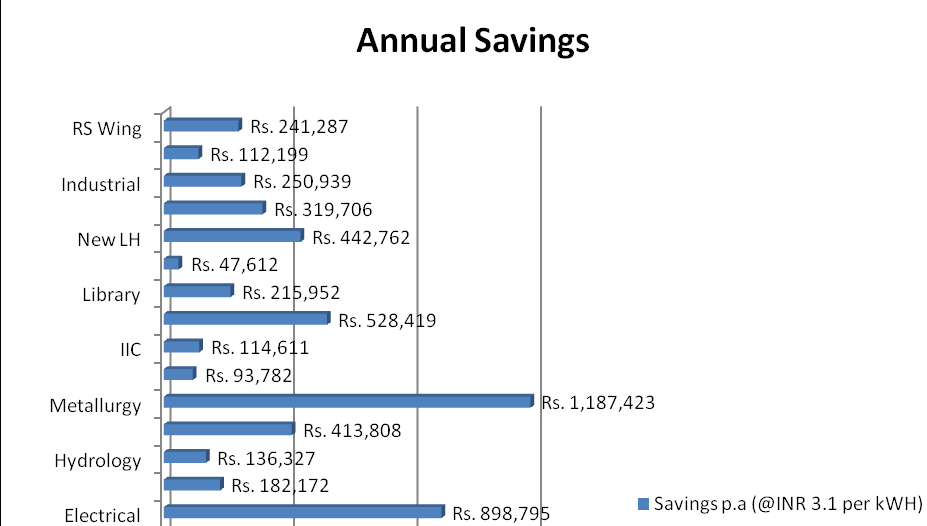 Annual Savings
RS Wing Rs. 241,287
Rs. 112,199
Industrial Rs. 250,939
Rs. 319,706
New LH Rs. 442,762
Rs. 47,612
Library Rs. 215,952
Rs. 528,419
IIC Rs. 114,611
Rs. 93,782
Metallurgy Rs. 1,187,423
Rs. 413,808
Hydrology Rs. 136,327
Rs. 182,172
Electrical Rs. 898,795
Savings p.a (@INR 3.1 per kWH)